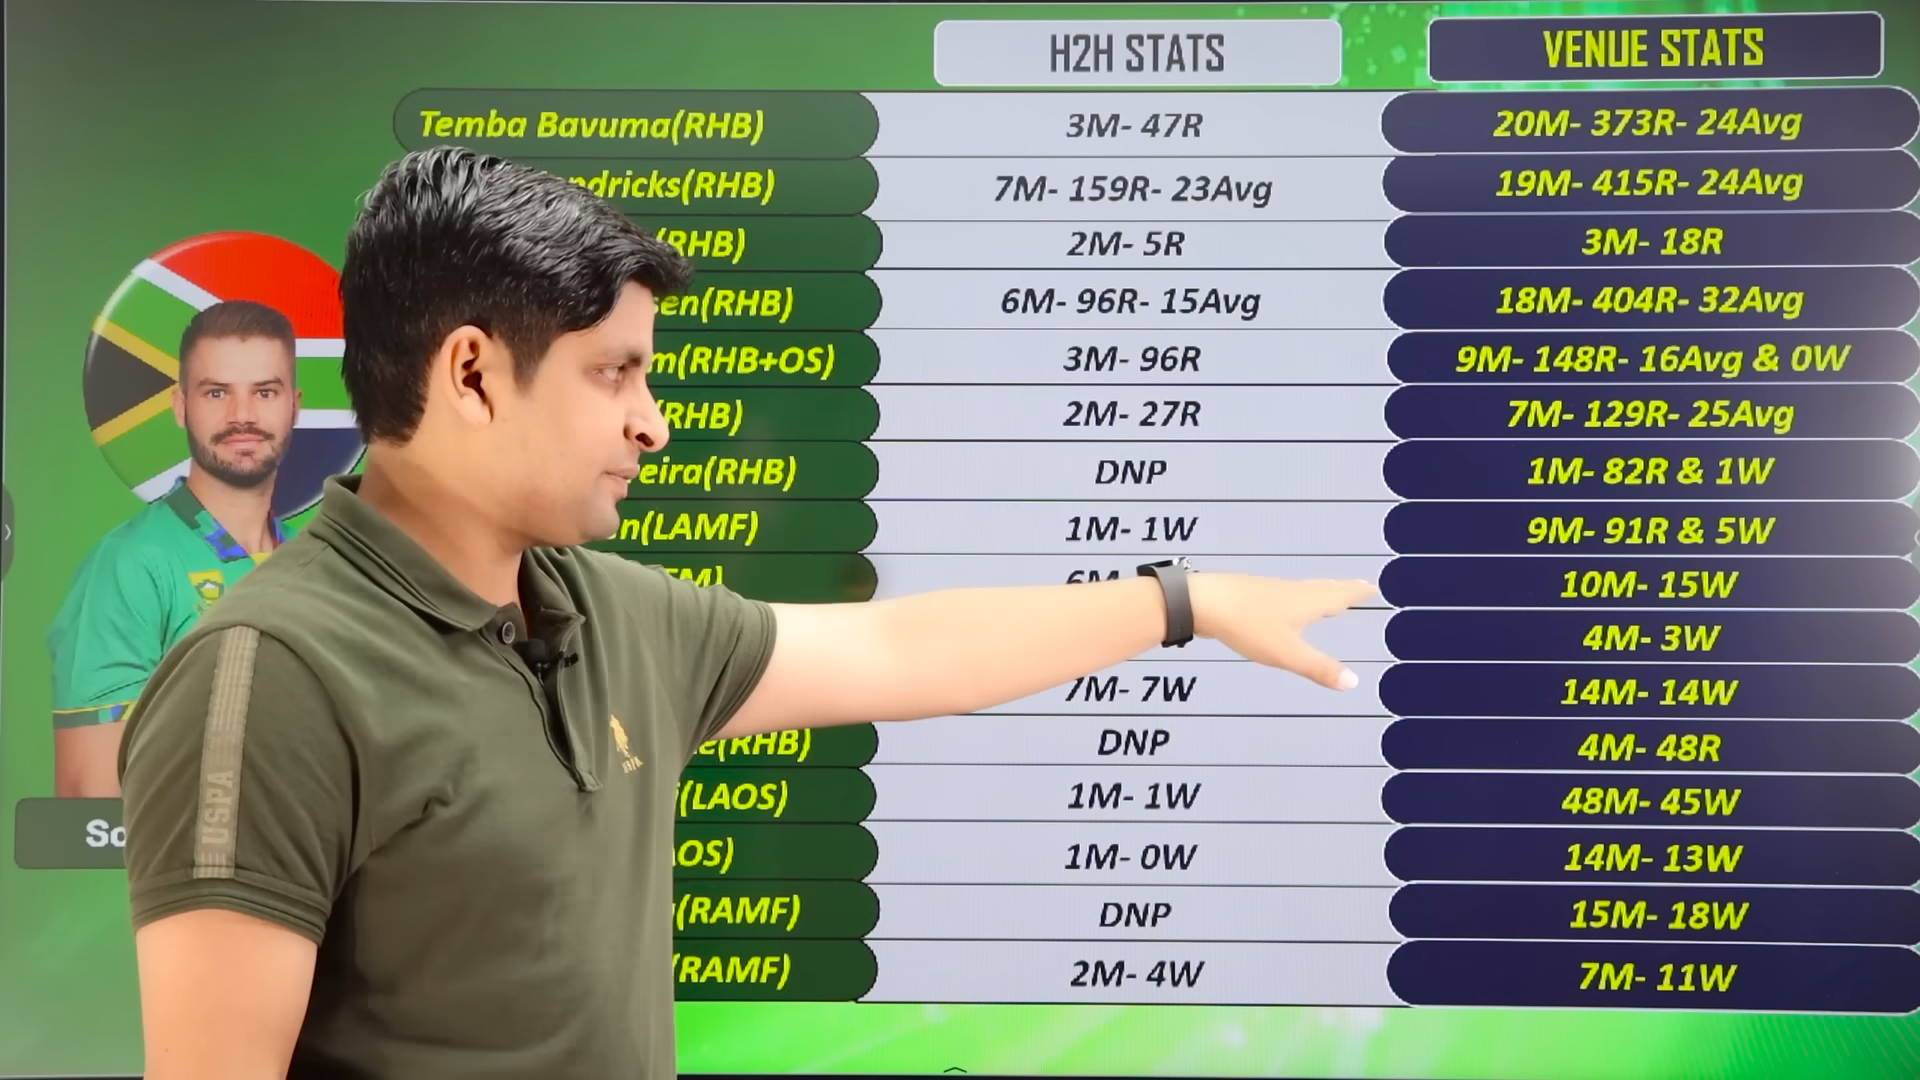 H2H STATS
VENUE STATS
Temba Bavuma(RHB)
3M- 47R
20M- 373R- 24Avg
ndricks(RHB)
7M- 159R- 23Avg
19M- 415R- 24Avg
(RHB)
2M- 5R
3M- 18R
sen(RHB)
6M- 96R- 15Avg
18M- 404R- 32Avg
m(RHB+OS)
3M- 96R
9M- 148R- 16Avg & 0W
(RHB)
2M- 27R
7M- 129R- 25Avg
eira(RHB)
DNP
1M- 82R & 1W
n(LAMF)
1M- 1W
9M- 91R & 5W
10M- 15W
4M- 3W
7M- 7W
14M- 14W
e(RHB)
DNP
4M- 48R
i(LAOS)
1M- 1W
48M- 45W
OS)
1M- 0W
14M- 13W
(RAMF)
DNP
15M- 18W
(RAMF)
2M- 4W
7M- 11W
So
USPA
USPA